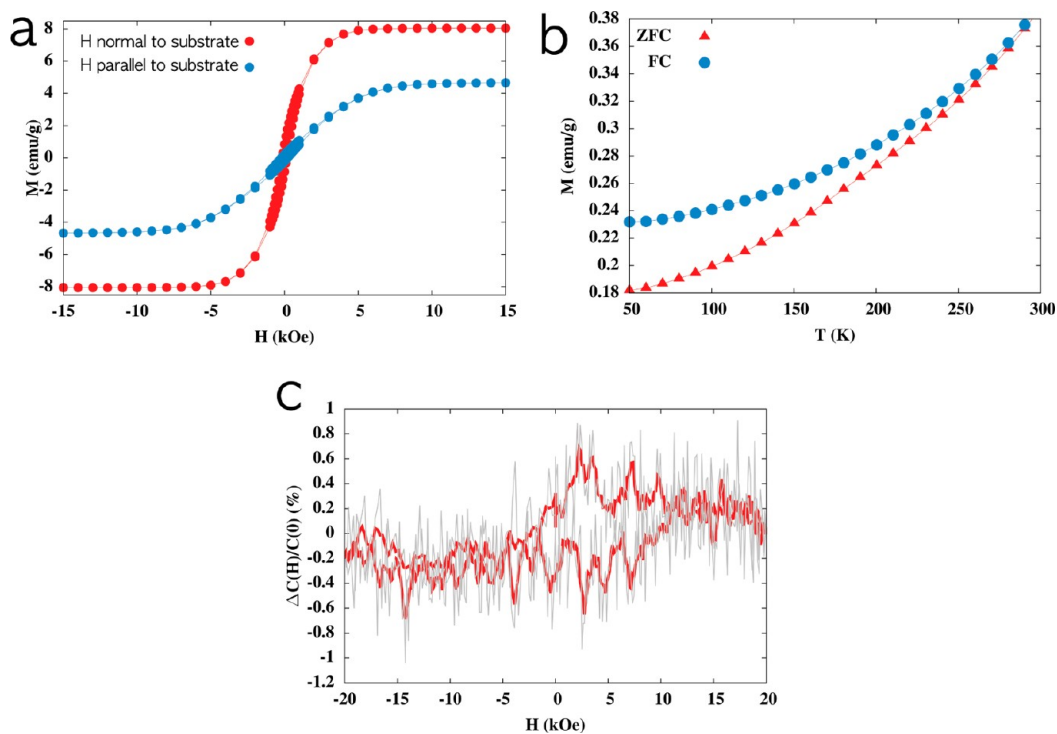 a
8
6
4
2
0
-2
-4
-6
-8
M (emu/g)
H normal to substrate
H parallel to substrate
-15 -10 -5 0 5 10 15
H (kOe)
b
0.38
0.36
0.34
0.32
0.3
0.28
0.26
0.24
0.22
0.2
0.18
M (emu/g)
ZFC
FC
50 100 150 200 250 300
T (K)
C
1
0.8
0.6
0.4
0.2
0
-0.2
-0.4
-0.6
-0.8
-1
-1.2
ΔC(H)/C(0) (%)
-20 -15 -10 -5 0 5 10 15 20
H (kOe)